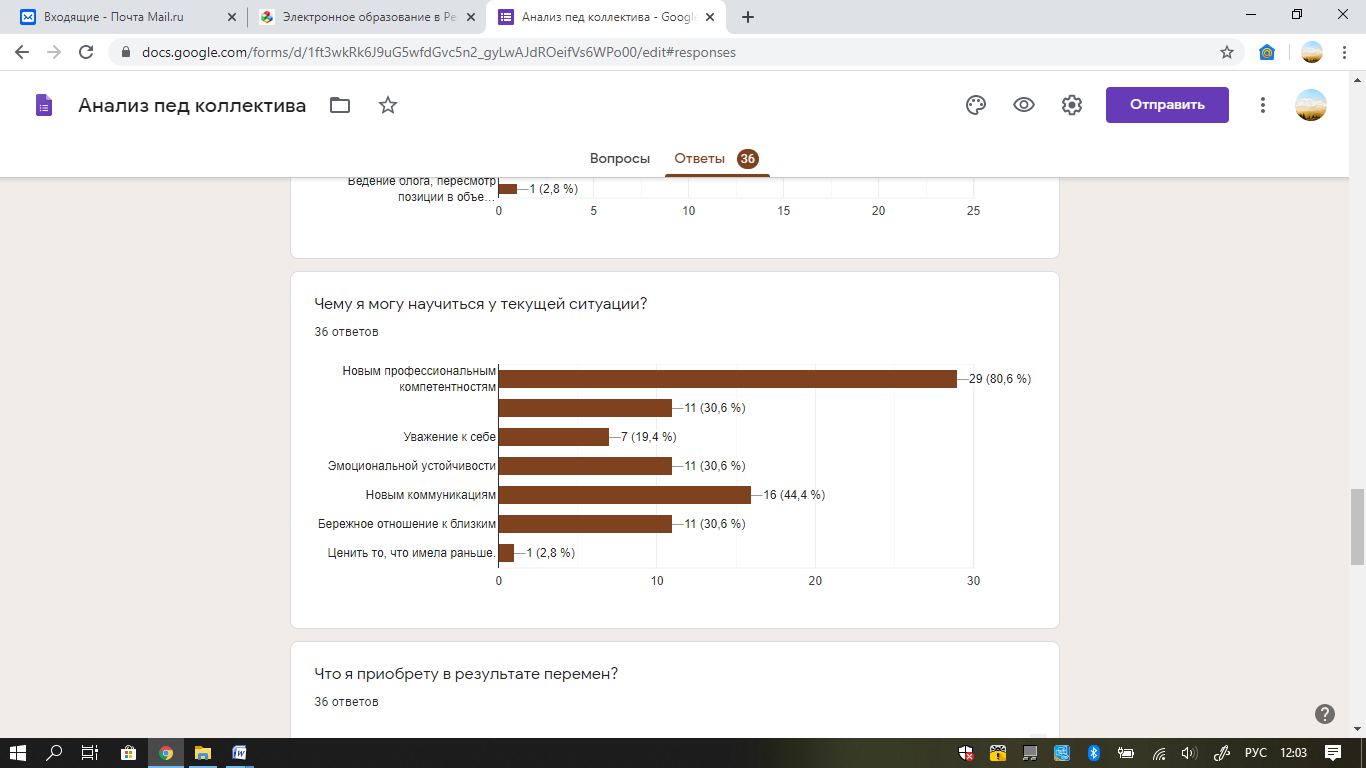 Входящие - Почта Mail.ru
Электронное образование в Ре
Анализ пед коллектива - Google
docs.google.com/forms/d/1ft3wkRk6J9uG5wfdGvc5n2_gyLwAJdROeifVs6WPo00/edit#responses
Анализ пед коллектива
Отправить
Вопросы
Ответы 36
Ведение блога, пересмотр
позиции в объе…
1 (2,8 %)
0 5 10 15 20 25
Чему я могу научиться у текущей ситуации?
36 ответов
Новым профессиональным
компетентностям
29 (80,6 %)
11 (30,6 %)
Уважение к себе
7 (19,4 %)
Эмоциональной устойчивости
11 (30,6 %)
Новым коммуникациям
16 (44,4 %)
Бережное отношение к близким
11 (30,6 %)
Ценить то, что имела раньше.
1 (2,8 %)
0 10 20 30
Что я приобрету в результате перемен?
36 ответов
РУС 12:03